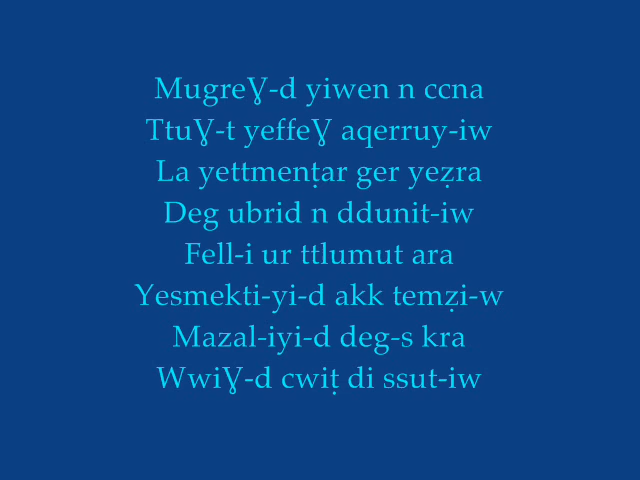 MugreƔ-d yiwen n ccna
TtuƔ-t yeffeƔ aqerruy-iw
La yettmenṭar ger yeẓra
Deg ubrid n ddunit-iw
Fell-i ur ttlumut ara
Yesmekti-yi-d akk temẓi-w
Mazal-iyi-d deg-s kra
WwiƔ-d cwiṭ di ssut-iw